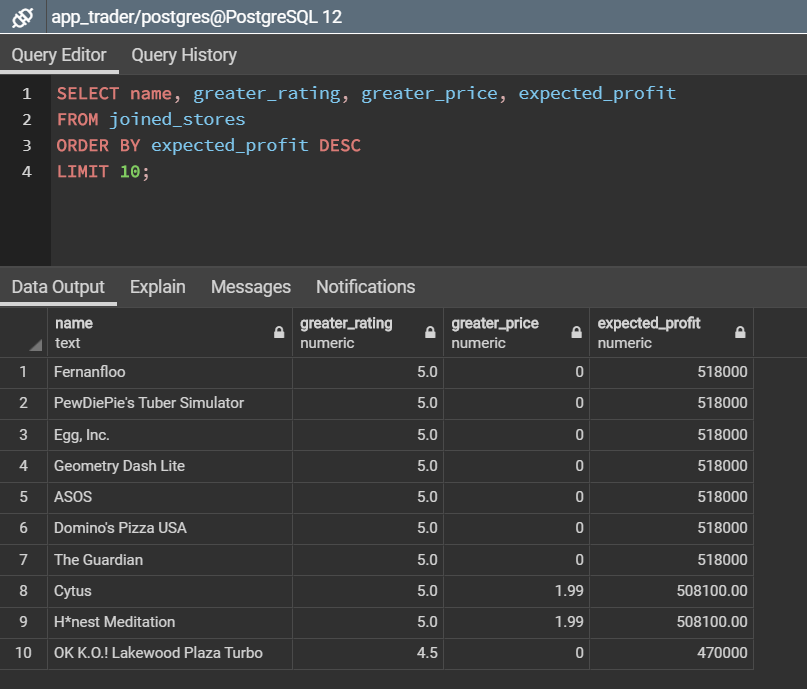 app_trader/postgres@PostgreSQL 12
Query Editor Query History
1 SELECT name, greater_rating, greater_price, expected_profit
2 FROM joined_stores
3 ORDER BY expected_profit DESC
4 LIMIT 10;
Data Output Explain Messages Notifications
name greater_rating greater_price expected_profit
text numeric numeric numeric
1 Fernanfloo 5.0 0 518000
2 PewDiePie's Tuber Simulator 5.0 0 518000
3 Egg, Inc. 5.0 0 518000
4 Geometry Dash Lite 5.0 0 518000
5 ASOS 5.0 0 518000
6 Domino's Pizza USA 5.0 0 518000
7 The Guardian 5.0 0 518000
8 Cytus 5.0 1.99 508100.00
9 H*nest Meditation 5.0 1.99 508100.00
10 OK K.O.! Lakewood Plaza Turbo 4.5 0 470000